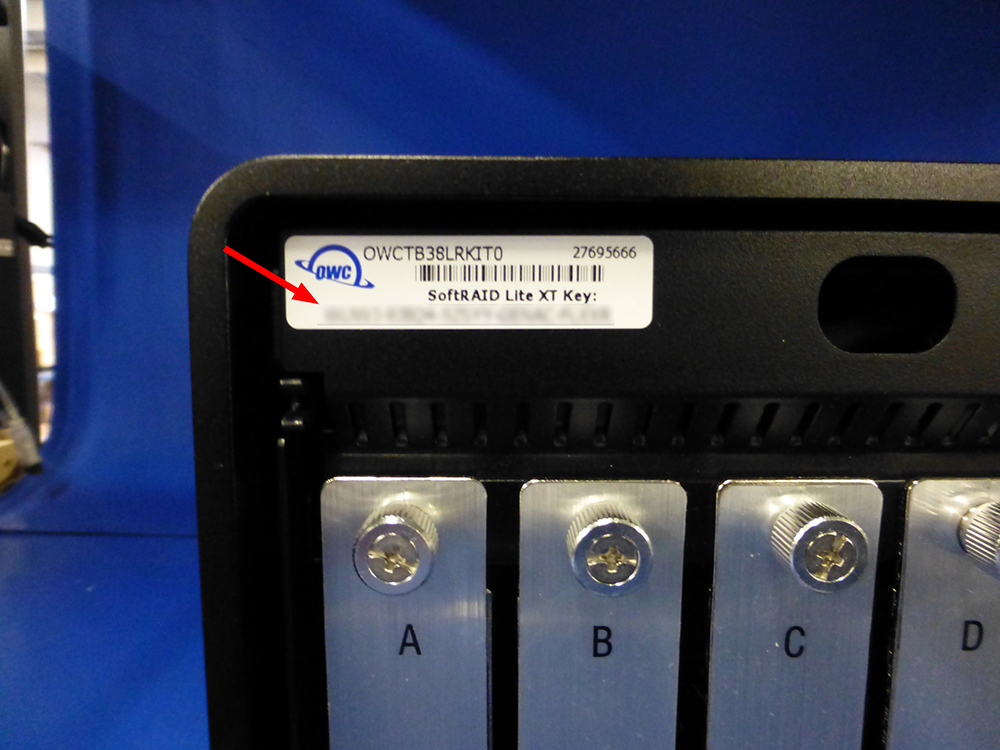 OWC
OWCTB38LRKIT0 27695666
SoftRAID Lite XT Key:
A B C D